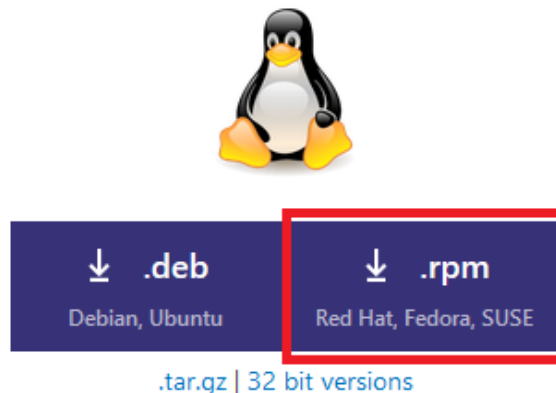 .deb
Debian, Ubuntu
.rpm
Red Hat, Fedora, SUSE
.tar.gz | 32 bit versions